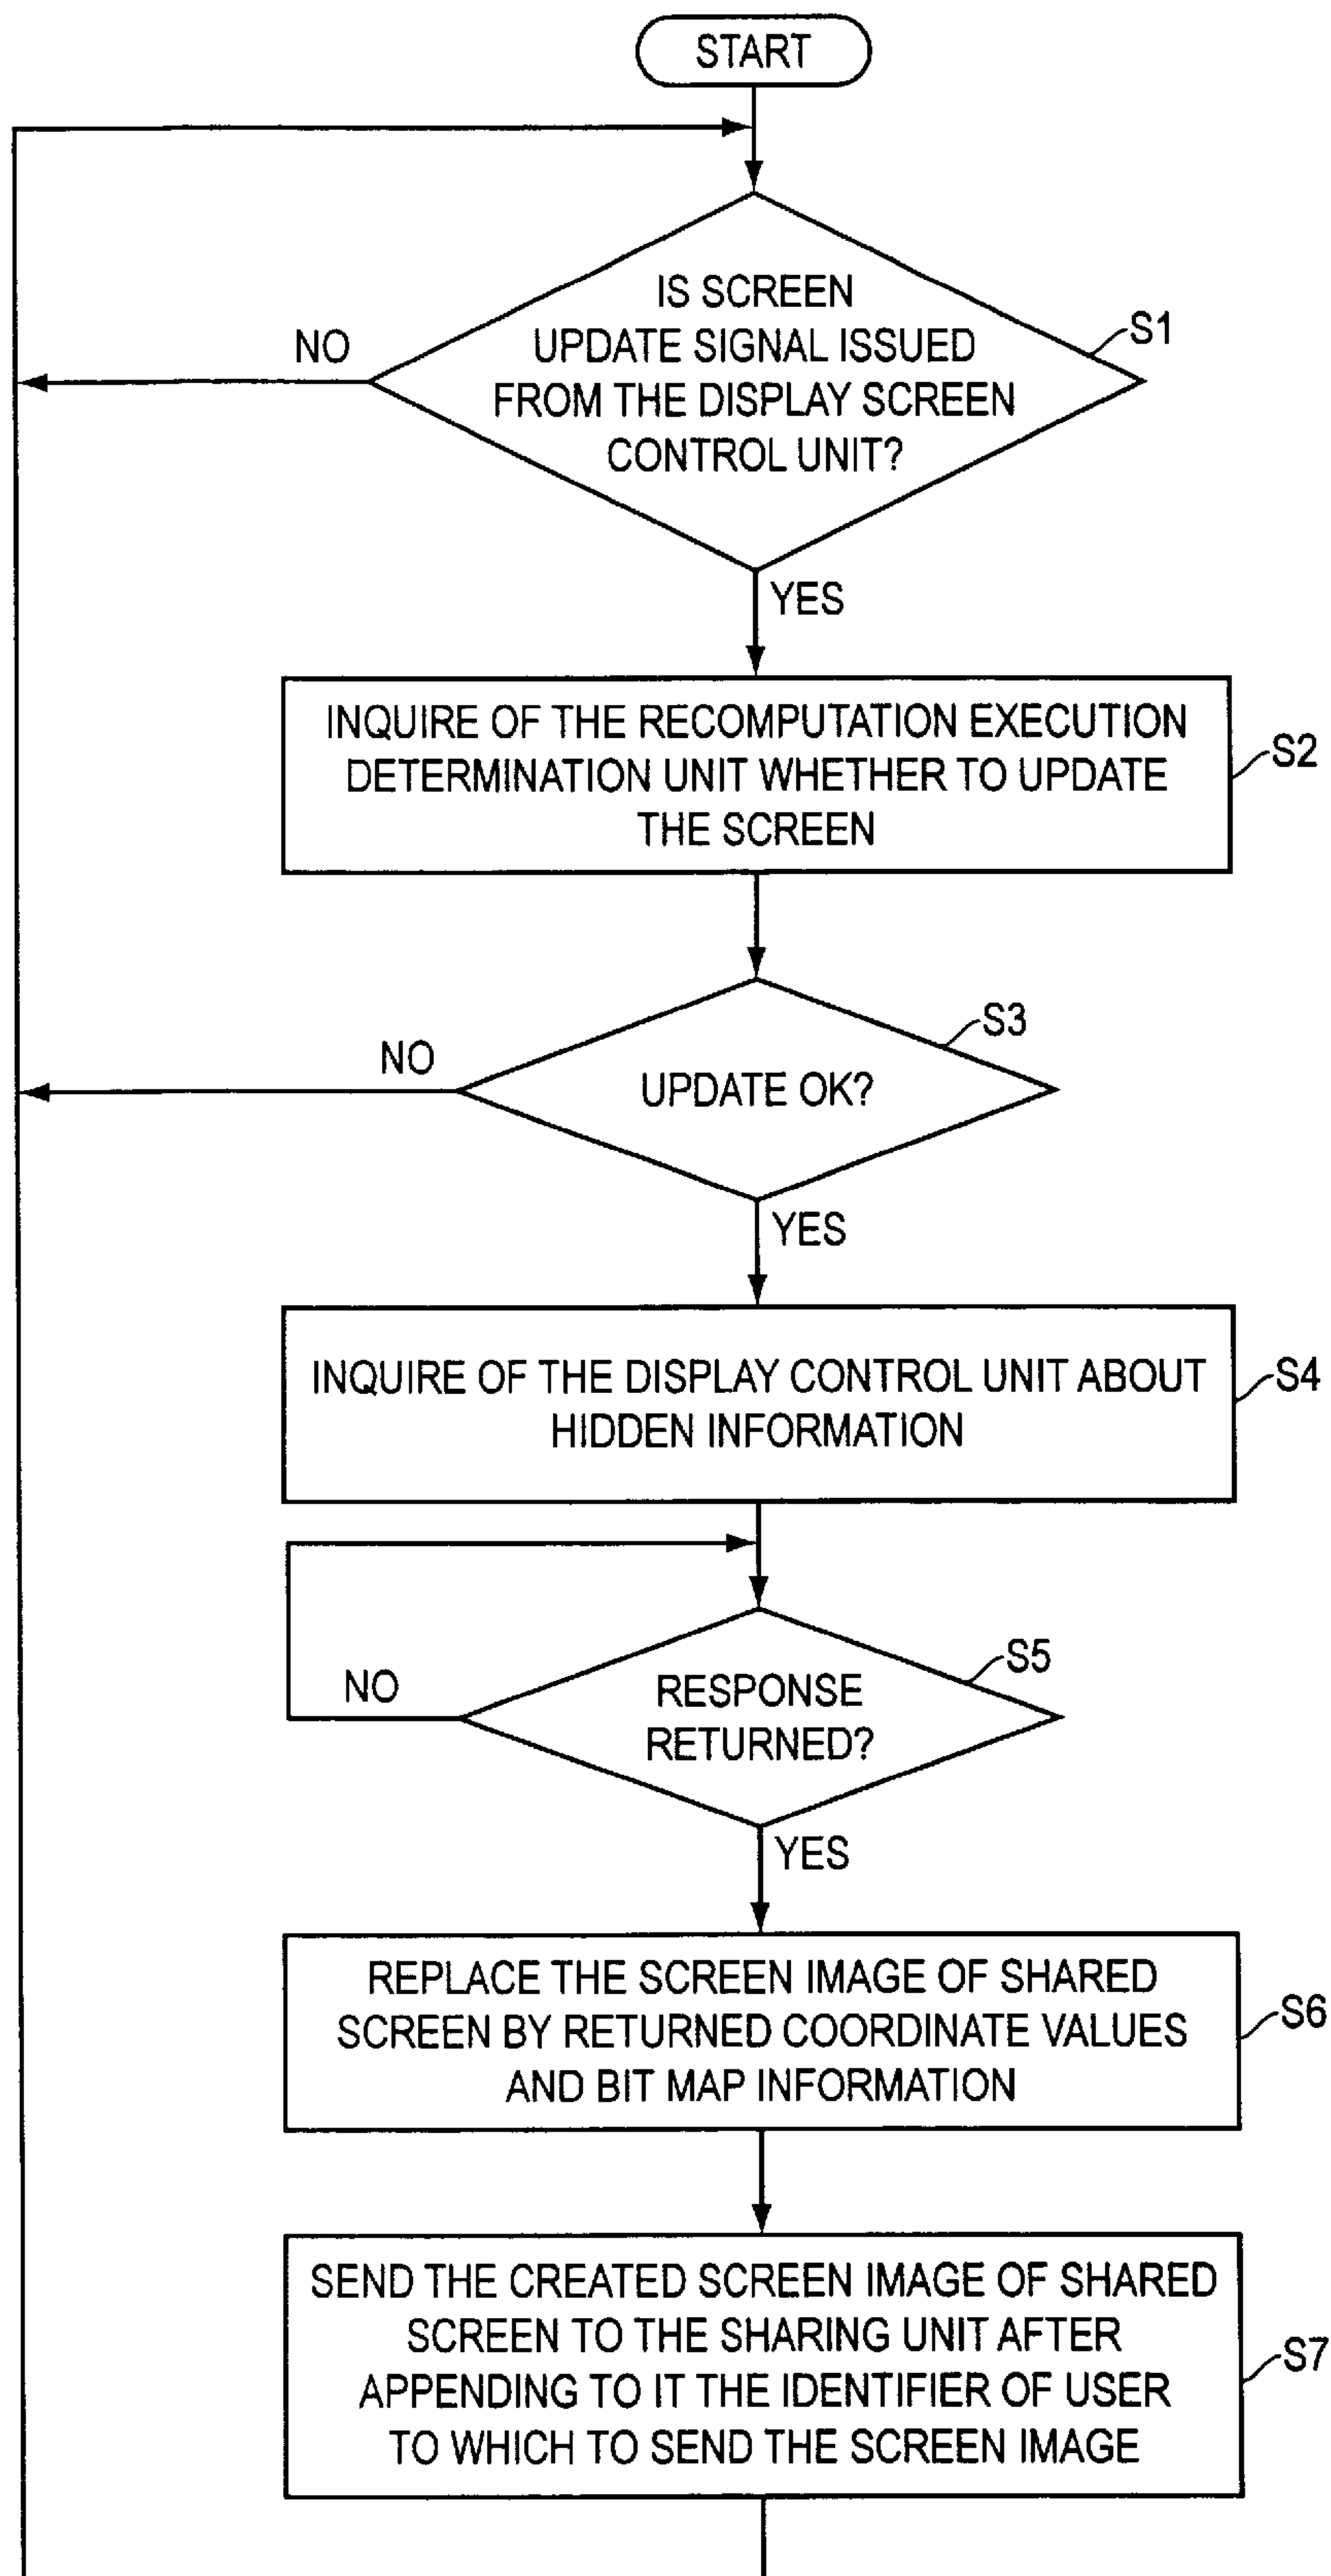 START
IS SCREEN
UPDATE SIGNAL ISSUED
FROM THE DISPLAY SCREEN
CONTROL UNIT?
S1
NO
YES
INQUIRE OF THE RECOMPUTATION EXECUTION
DETERMINATION UNIT WHETHER TO UPDATE
THE SCREEN
S2
UPDATE OK?
S3
NO
YES
INQUIRE OF THE DISPLAY CONTROL UNIT ABOUT
HIDDEN INFORMATION
S4
RESPONSE
RETURNED?
S5
NO
YES
REPLACE THE SCREEN IMAGE OF SHARED
SCREEN BY RETURNED COORDINATE VALUES
AND BIT MAP INFORMATION
S6
SEND THE CREATED SCREEN IMAGE OF SHARED
SCREEN TO THE SHARING UNIT AFTER
APPENDING TO IT THE IDENTIFIER OF USER
TO WHICH TO SEND THE SCREEN IMAGE
S7